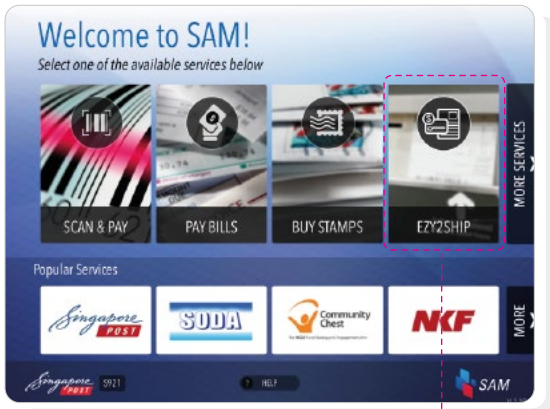 Welcome to SAM!
Select one of the available services below
SCAN & PAY
PAY BILLS
BUY STAMPS
EZY2SHIP
MORE SERVICES
Popular Services
Singapore
POST
SODA
Community
Chest
NKF
MORE
Singapore
POST
S921
? HELP
SAM